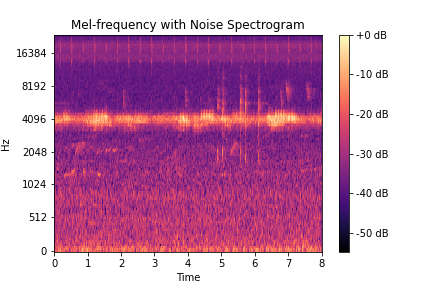 Mel-frequency with Noise Spectrogram
16384
8192
4096
2048
1024
512
0
Hz
0 1 2 3 4 5 6 7 8
Time
+0 dB
-10 dB
-20 dB
-30 dB
-40 dB
-50 dB